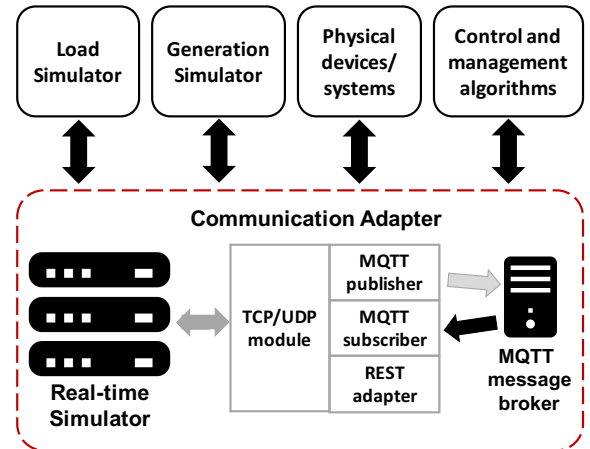 Load
Simulator
Generation
Simulator
Physical
devices/
systems
Control and
management
algorithms
Communication Adapter
Real-time
Simulator
TCP/UDP
module
MQTT
publisher
MQTT
subscriber
REST
adapter
MQTT
message
broker